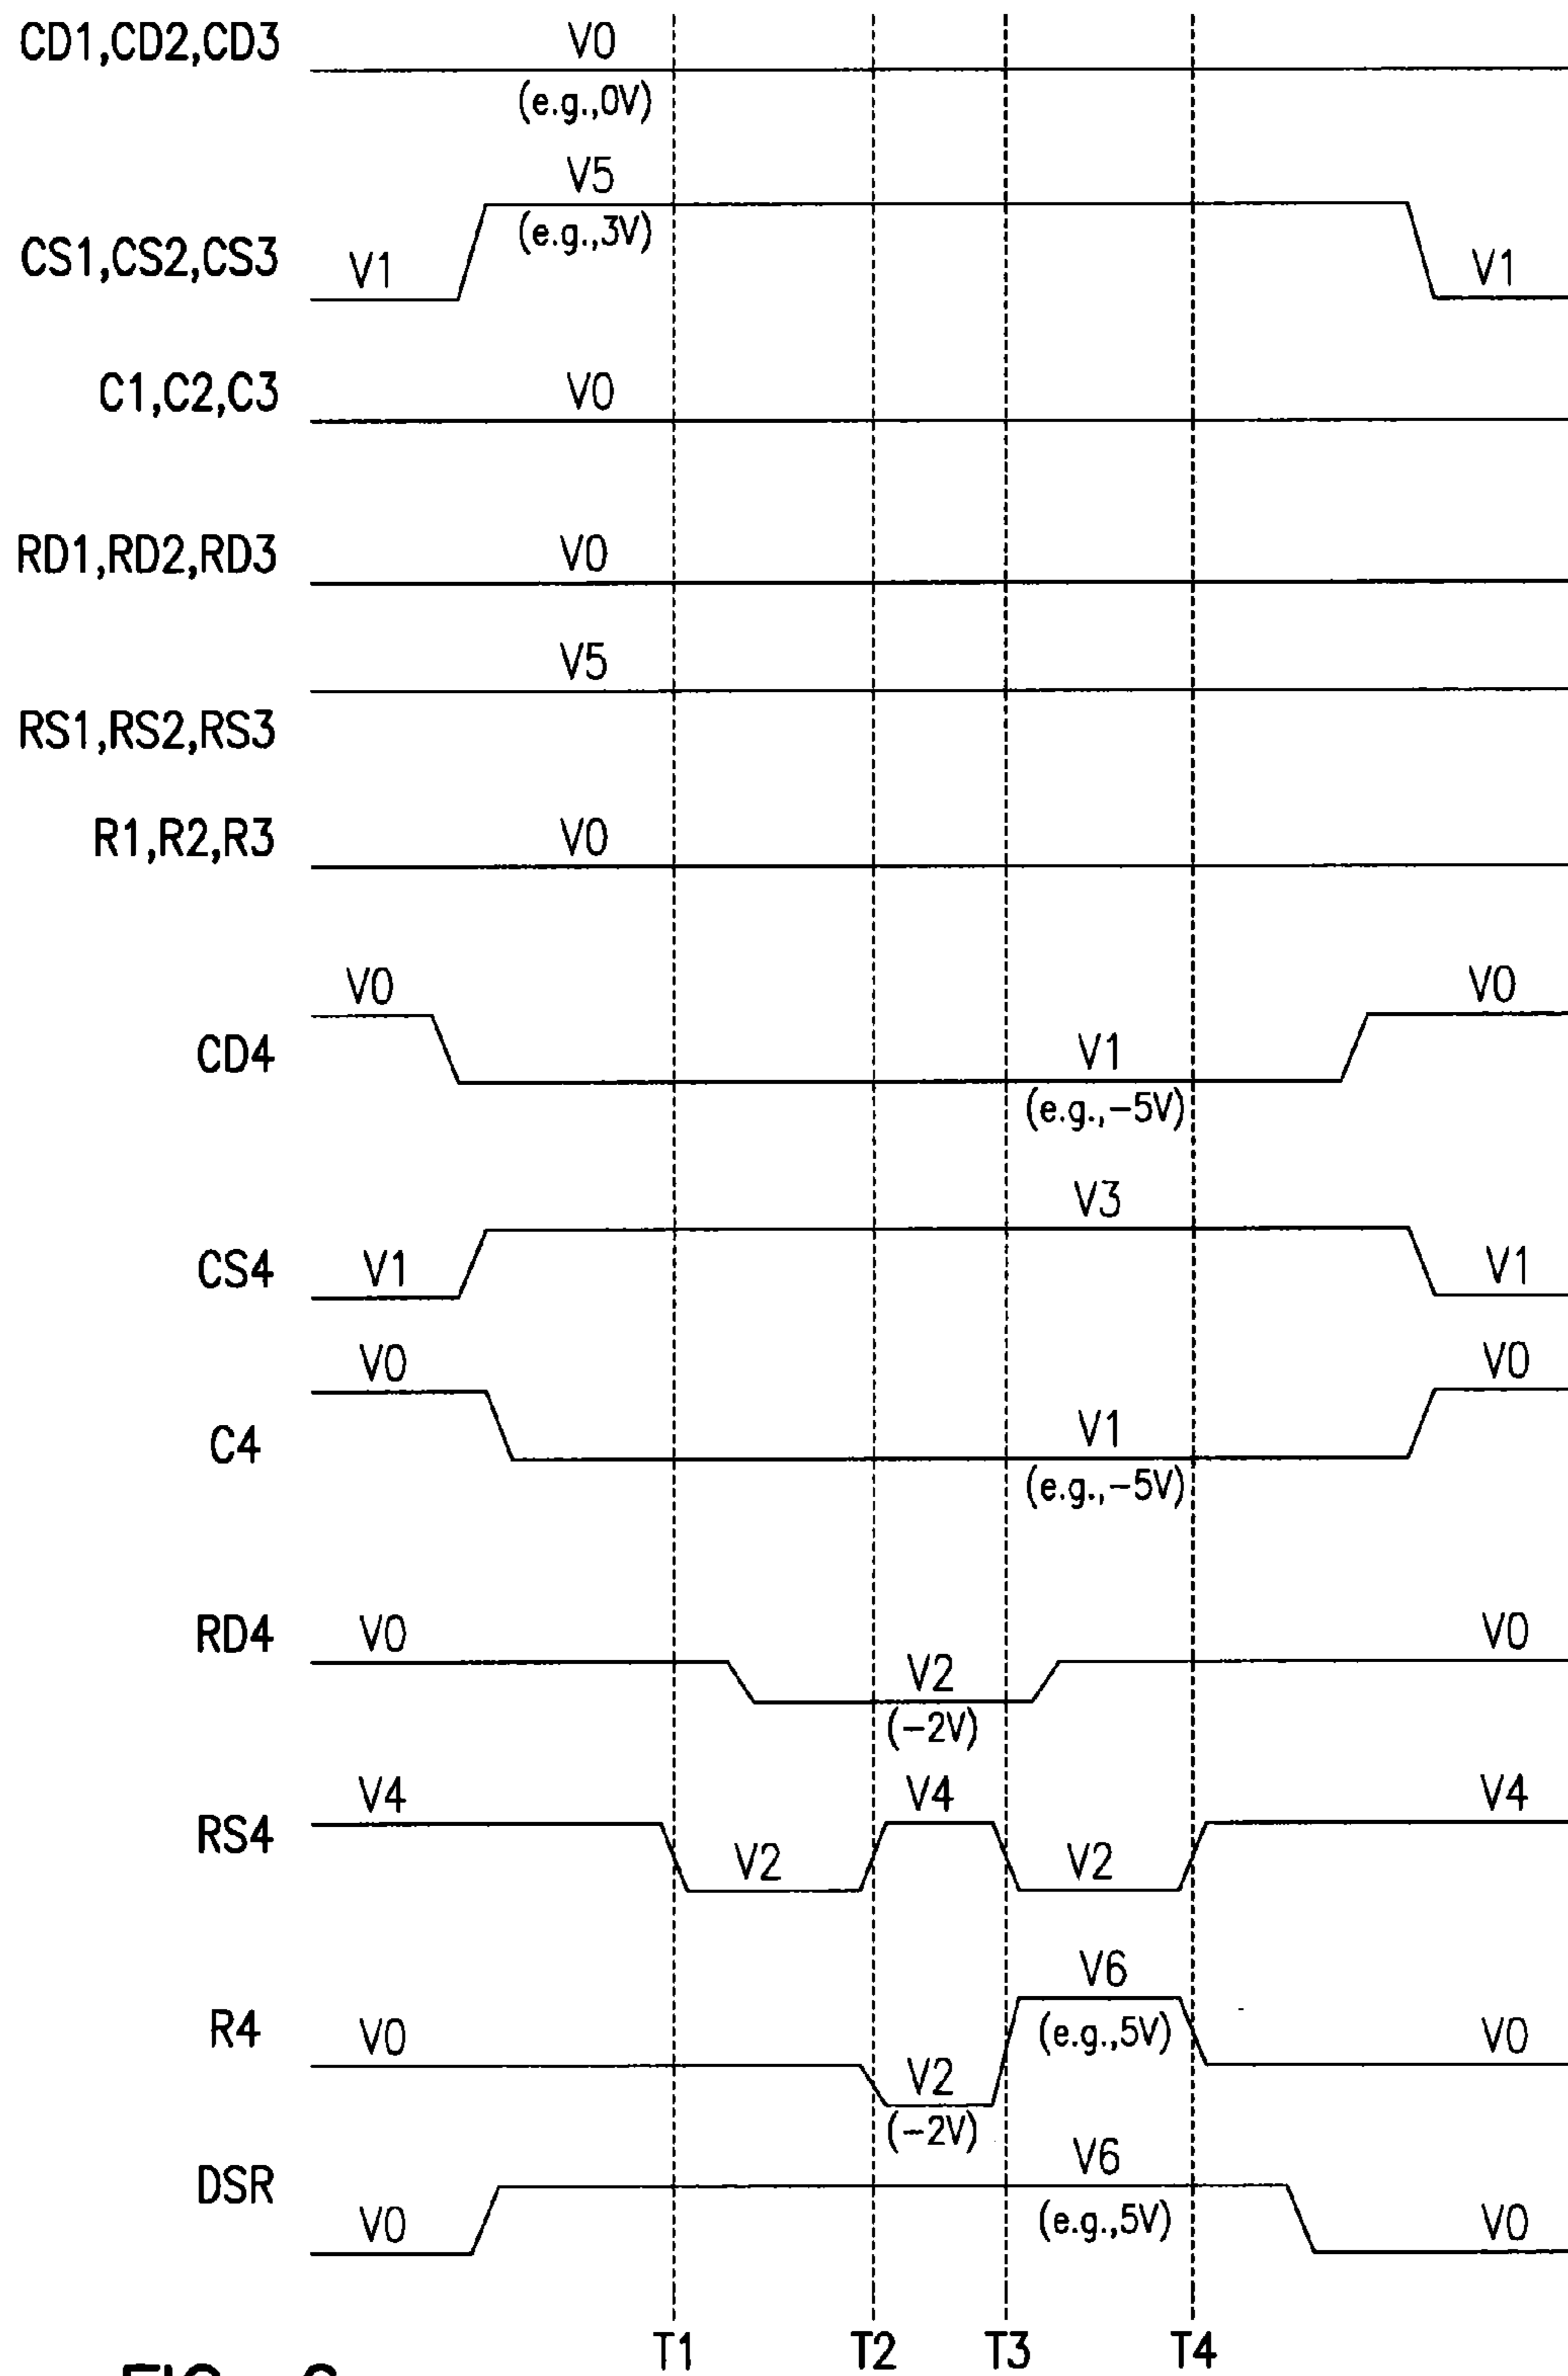 CD1,CD2,CD3 V0
(e.g.,0V)
V5
(e.g.,3V)
CS1,CS2,CS3 V1 V1
C1,C2,C3 V0
RD1,RD2,RD3 V0
V5
RS1,RS2,RS3
R1,R2,R3 V0
V0 V0
CD4 V1
(e.g.,-5V)
V3
CS4 V1 V1
V0 V0
C4 V1
(e.g.,-5V)
RD4 V0 V2 V0
(-2V)
V4 V4 V4
RS4 V2 V2
V6
(e.g.,5V)
R4 V0 V0
V2
(-2V)
V6
DSR (e.g.,5V)
V0 V0
T1 T2 T3 T4